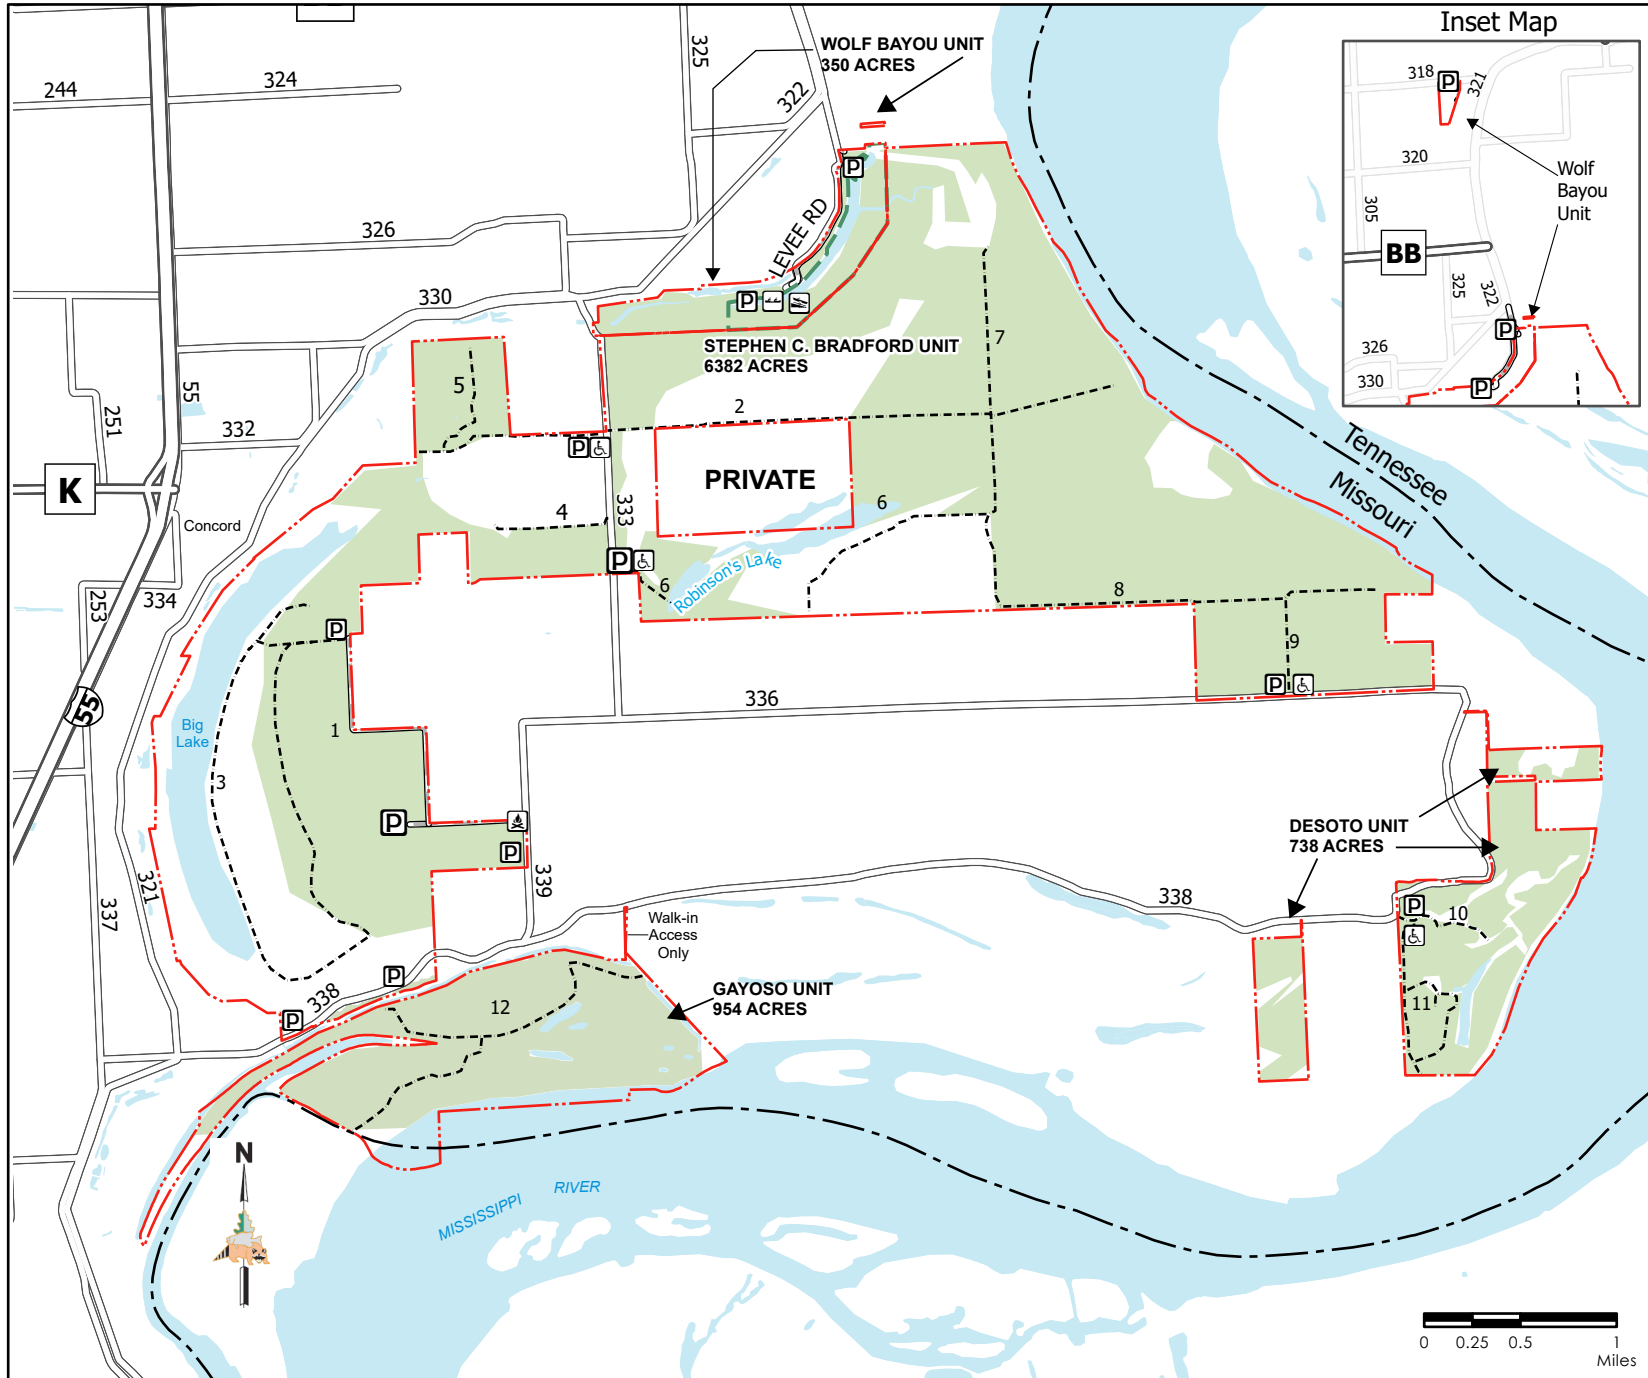 Inset Map
WOLF BAYOU UNIT
350 ACRES
325
322
244
324
318
P
321
320
Wolf
Bayou
Unit
305
BB
325
322
P
326
330
P
P
LEVEE RD
326
330
P
STEPHEN C. BRADFORD UNIT
6382 ACRES
7
5
2
55
251
332
P
PRIVATE
Tennessee
Missouri
K
Concord
4
333
6
P
6
Robinson's Lake
8
253
334
9
P
P
55
336
Big
Lake
1
3
P
P
DESOTO UNIT
738 ACRES
339
321
337
338
P
10
Walk-in
Access
Only
P
338
P
12
GAYOSO UNIT
954 ACRES
11
N
MISSISSIPPI RIVER
0 0.25 0.5 1
Miles